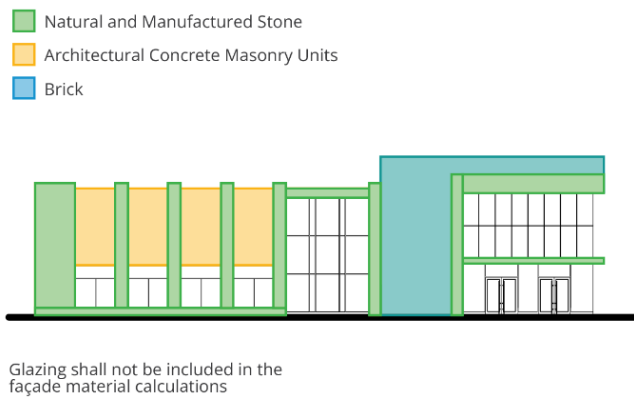 Natural and Manufactured Stone
Architectural Concrete Masonry Units
Brick
Glazing shall not be included in the
façade material calculations